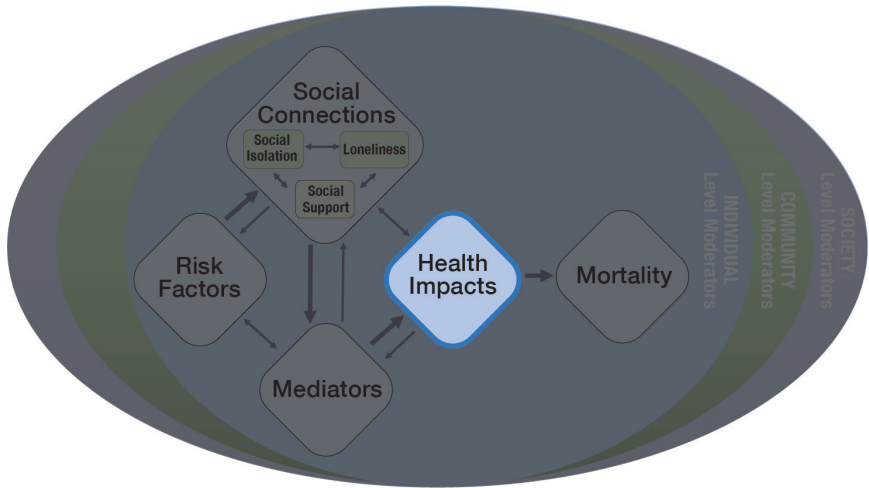 Social
Connections
Social
Isolation
Loneliness
Social
Support
Risk
Factors
Health
Impacts
Mortality
Mediators
INDIVIDUAL
Level Moderators
COMMUNITY
Level Moderators
SOCIETY
Level Moderators